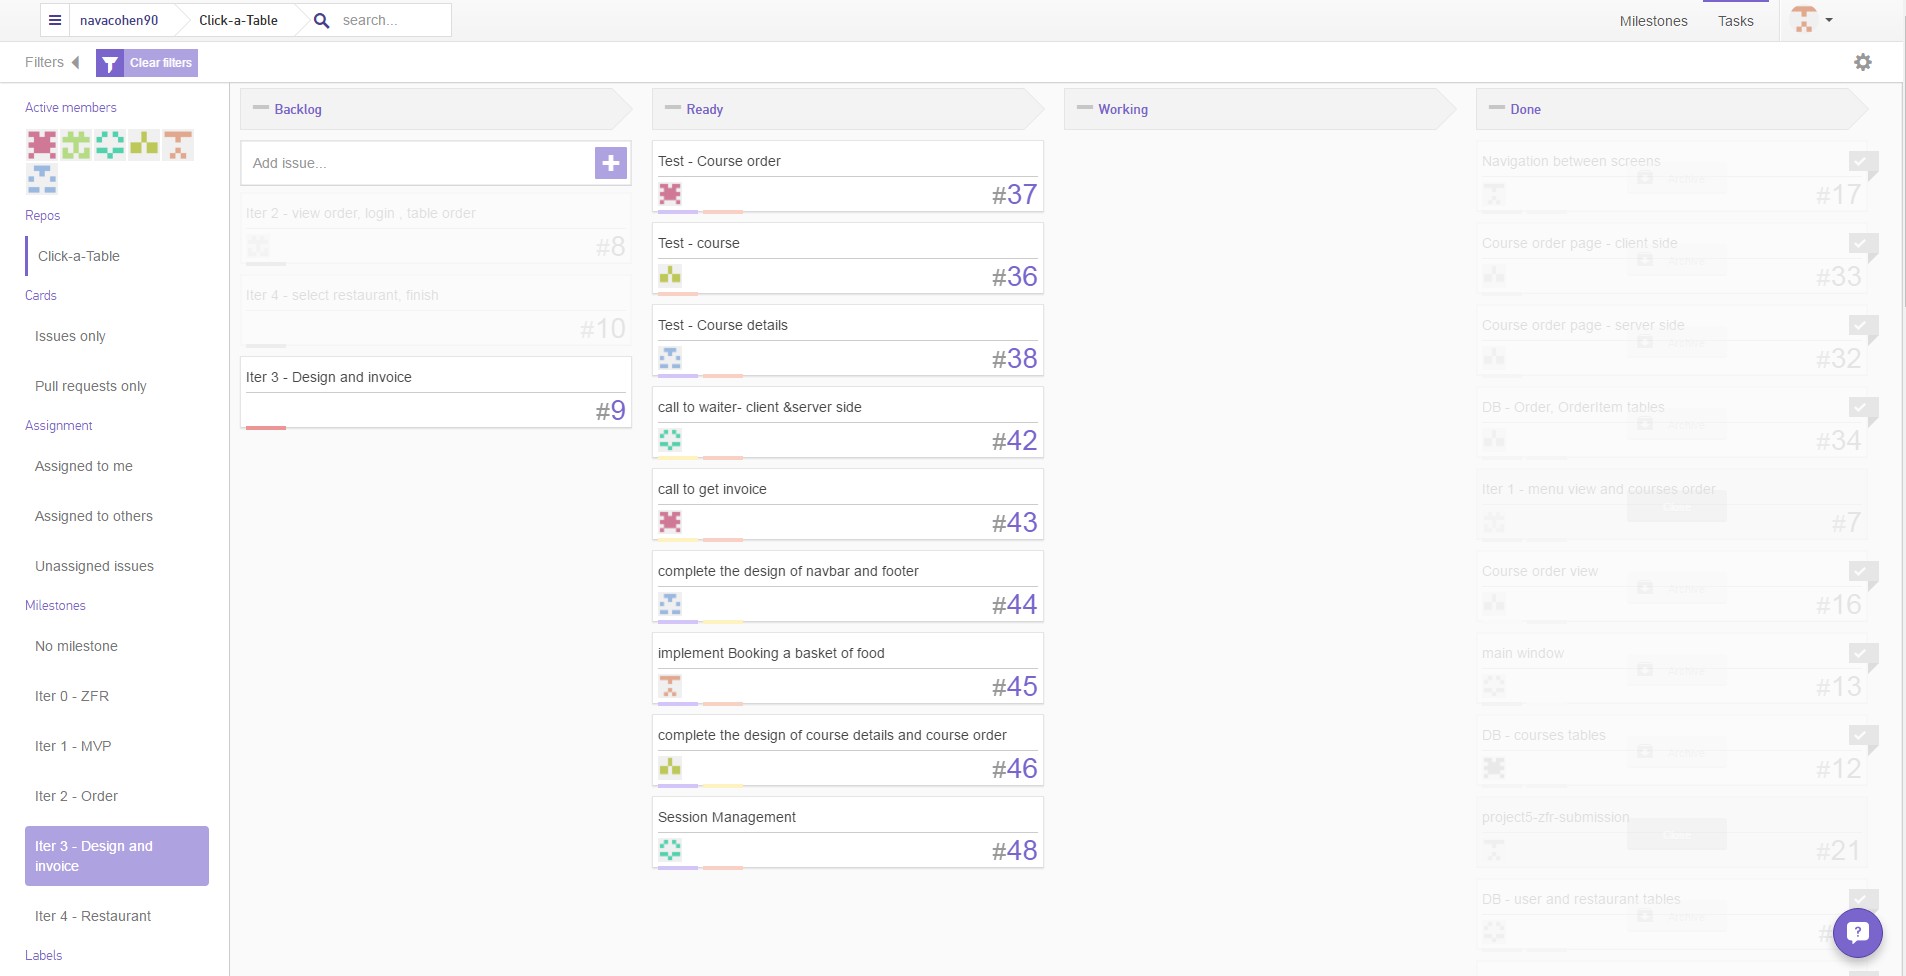 navacohen90
Click-a-Table
search...
Milestones
Tasks
Filters
Clear filters
Active members
Repos
Click-a-Table
Cards
Issues only
Pull requests only
Assignment
Assigned to me
Assigned to others
Unassigned issues
Milestones
No milestone
Iter 0 - ZFR
Iter 1 - MVP
Iter 2 - Order
Iter 3 - Design and
invoice
Iter 4 - Restaurant
Labels
Backlog
Add issue...
Iter 2 - view order, login , table order
#8
Iter 4 - select restaurant, finish
#10
Iter 3 - Design and invoice
#9
Ready
Test - Course order
#37
Test - course
#36
Test - Course details
#38
call to waiter- client &server side
#42
call to get invoice
#43
complete the design of navbar and footer
#44
implement Booking a basket of food
#45
complete the design of course details and course order
#46
Session Management
#48
Working
Done
Navigation between screens
#17
Course order page - client side
#33
Course order page - server side
#32
DB - Order, OrderItem tables
#34
Iter 1 - menu view and courses order
#7
Course order view
#16
main window
#13
DB - courses tables
#12
project5-zfr-submission
#21
DB - user and restaurant tables
#
?